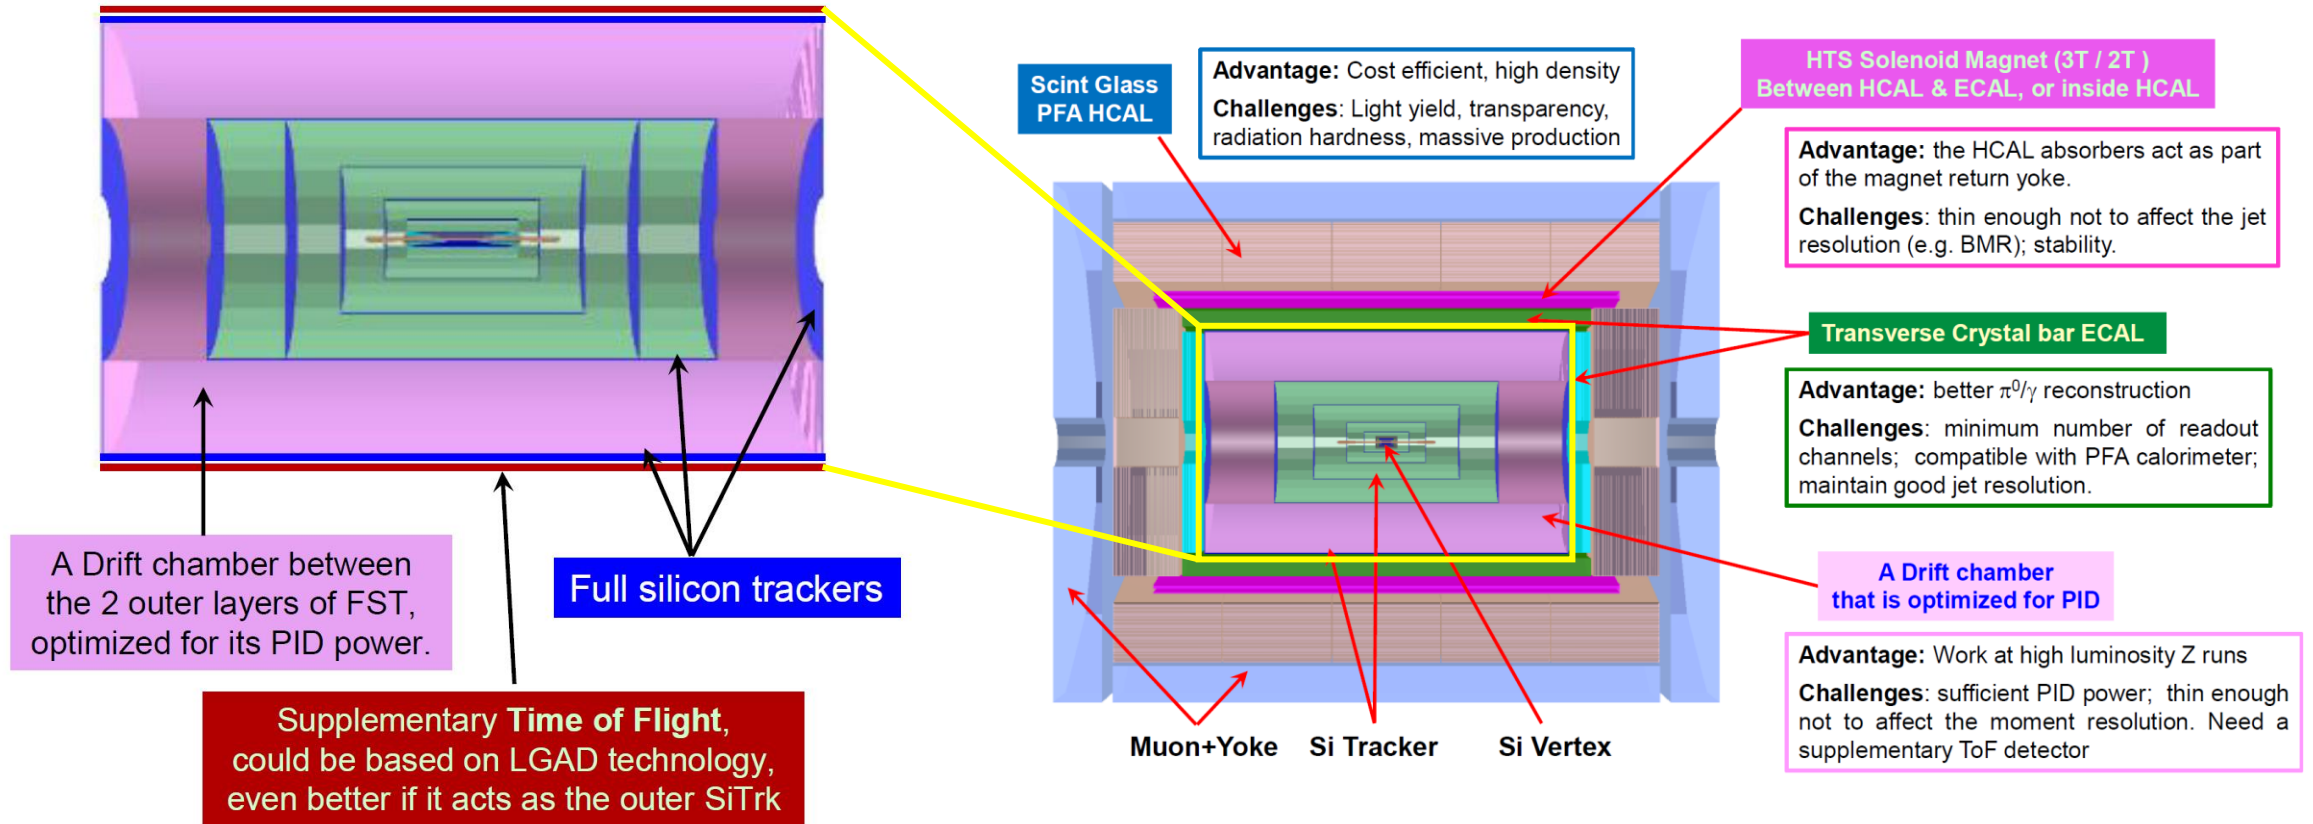 A Drift chamber between
the 2 outer layers of FST,
optimized for its PID power.
Full silicon trackers
Supplementary Time of Flight,
could be based on LGAD technology,
even better if it acts as the outer SiTrk
Scint Glass
PFA HCAL
Advantage: Cost efficient, high density
Challenges: Light yield, transparency,
radiation hardness, massive production
HTS Solenoid Magnet (3T / 2T )
Between HCAL & ECAL, or inside HCAL
Advantage: the HCAL absorbers act as part
of the magnet return yoke.
Challenges: thin enough not to affect the jet
resolution (e.g. BMR); stability.
Transverse Crystal bar ECAL
Advantage: better π⁰/γ reconstruction
Challenges: minimum number of readout
channels; compatible with PFA calorimeter;
maintain good jet resolution.
A Drift chamber
that is optimized for PID
Advantage: Work at high luminosity Z runs
Challenges: sufficient PID power; thin enough
not to affect the moment resolution. Need a
supplementary ToF detector
Muon+Yoke
Si Tracker
Si Vertex